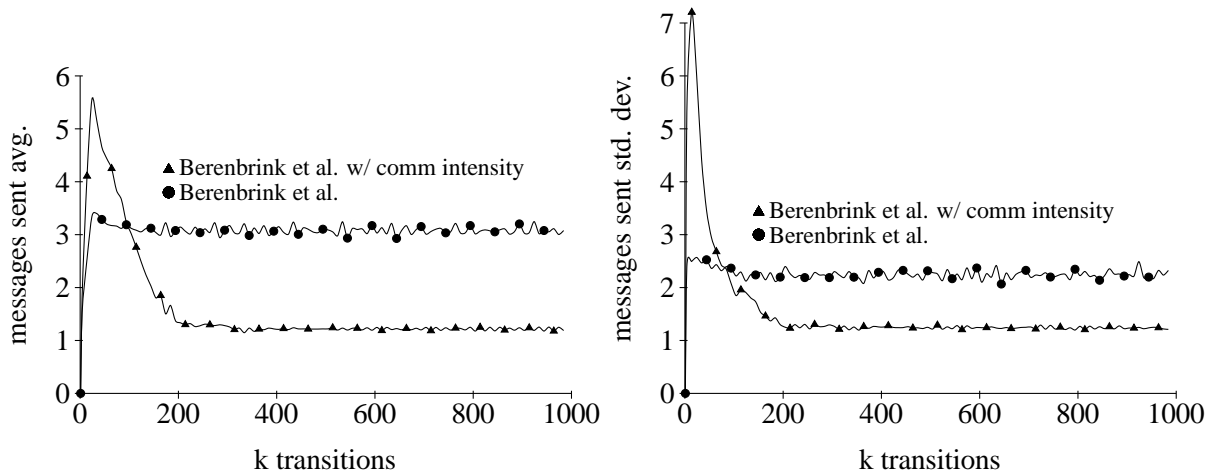 messages sent avg.
6
5
4
3
2
1
0
Berenbrink et al. w/ comm intensity
Berenbrink et al.
0 200 400 600 800 1000
k transitions
messages sent std. dev.
7
6
5
4
3
2
1
0
Berenbrink et al. w/ comm intensity
Berenbrink et al.
0 200 400 600 800 1000
k transitions